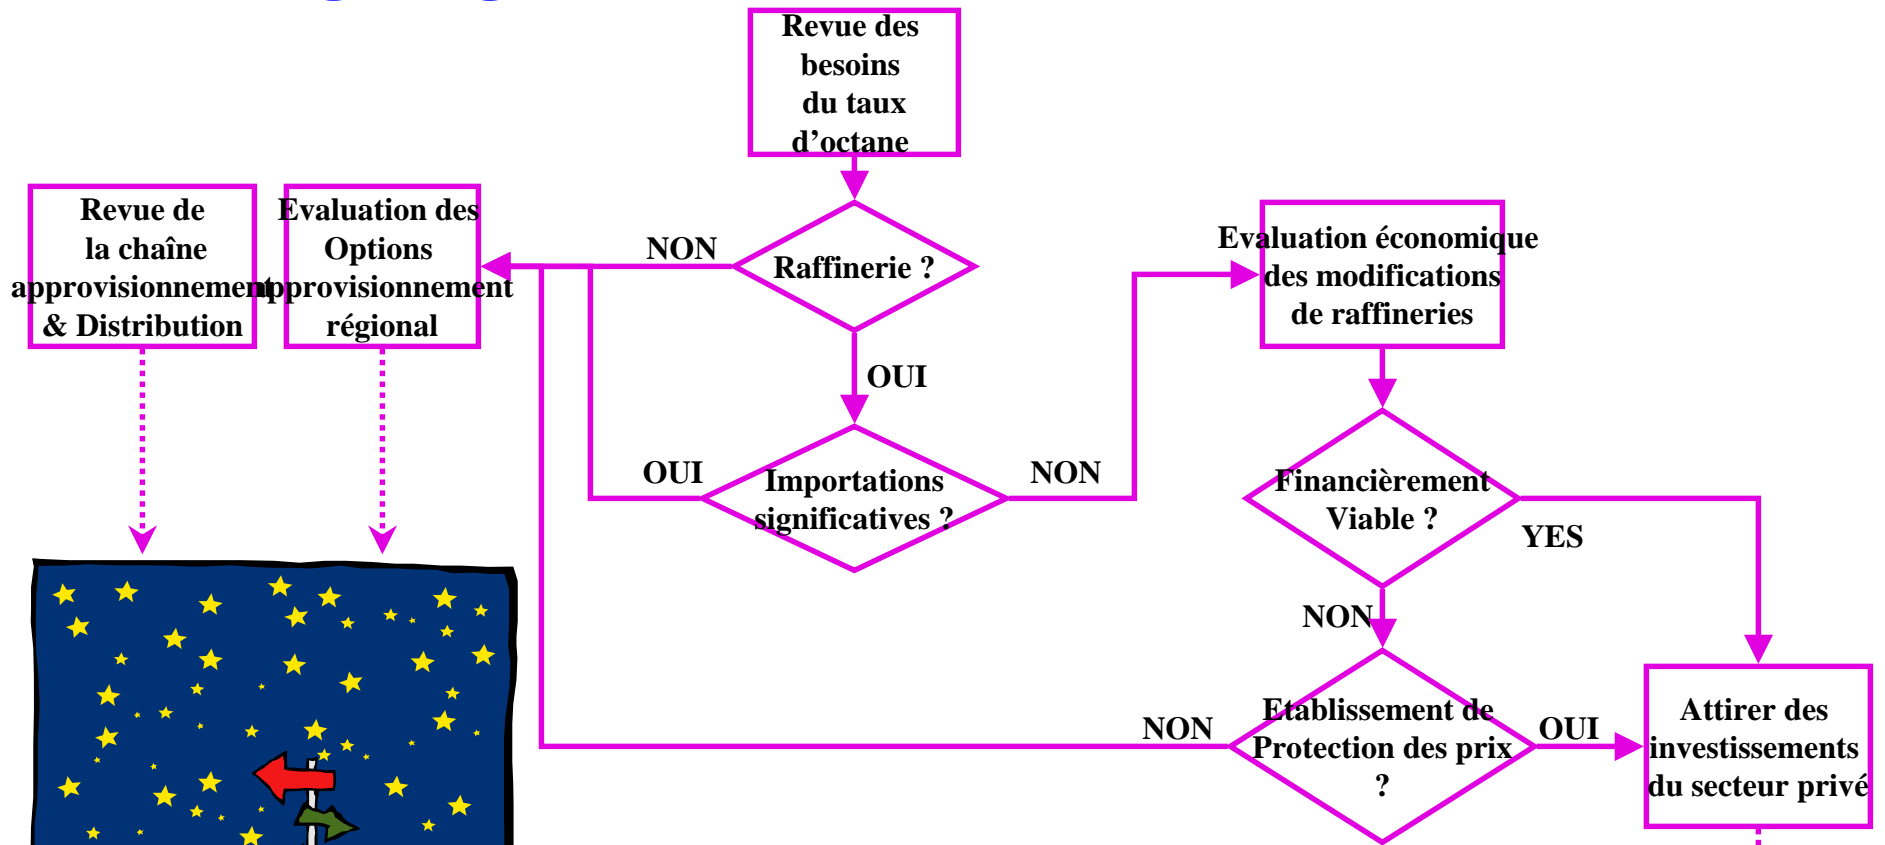 Revue des
besoins
du taux
d’octane
Revue de
la chaîne
approvisionnement
& Distribution
Evaluation des
Options
approvisionnement
régional
NON
Raffinerie ?
Evaluation économique
des modifications
de raffineries
OUI
OUI
Importations
significatives ?
NON
Financièrement
Viable ?
YES
NON
NON
Etablissement de
Protection des prix
?
OUI
Attirer des
investissements
du secteur privé